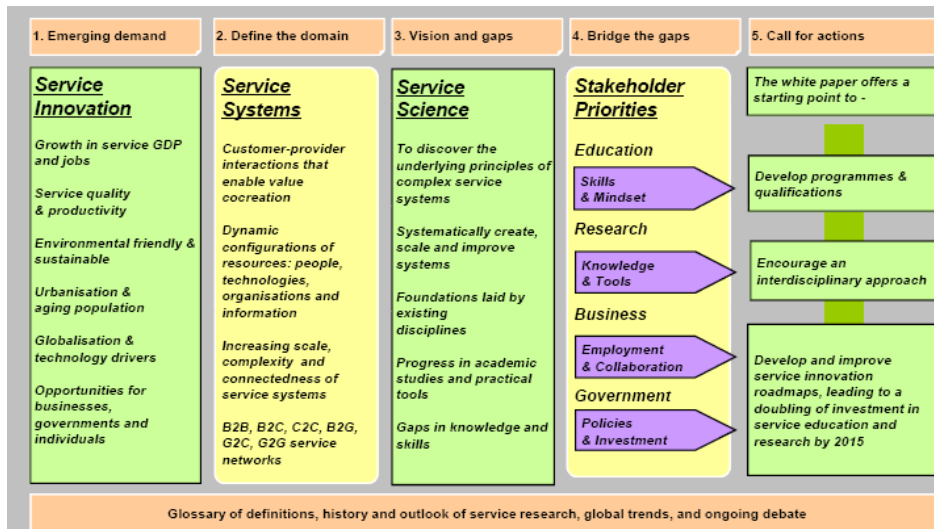 1. Emerging demand
2. Define the domain
3. Vision and gaps
4. Bridge the gaps
5. Call for actions
Service
Innovation
Growth in service GDP
and jobs
Service quality
& productivity
Environmental friendly &
sustainable
Urbanisation &
aging population
Globalisation &
technology drivers
Opportunities for
businesses,
governments and
individuals
Service
Systems
Customer-provider
interactions that
enable value
cocreation
Dynamic
configurations of
resources: people,
technologies,
organisations and
information
Increasing scale,
complexity and
connectedness of
service systems
B2B, B2C, C2C, B2G,
G2C, G2G service
networks
Service
Science
To discover the
underlying principles of
complex service
systems
Systematically create,
scale and improve
systems
Foundations laid by
existing
disciplines
Progress in academic
studies and practical
tools
Gaps in knowledge and
skills
Stakeholder
Priorities
Education
Skills
& Mindset
Research
Knowledge
& Tools
Business
Employment
& Collaboration
Government
Policies
& Investment
The white paper offers a
starting point to -
Develop programmes &
qualifications
Encourage an
interdisciplinary approach
Develop and improve
service innovation
roadmaps, leading to a
doubling of investment in
service education and
research by 2015
Glossary of definitions, history and outlook of service research, global trends, and ongoing debate